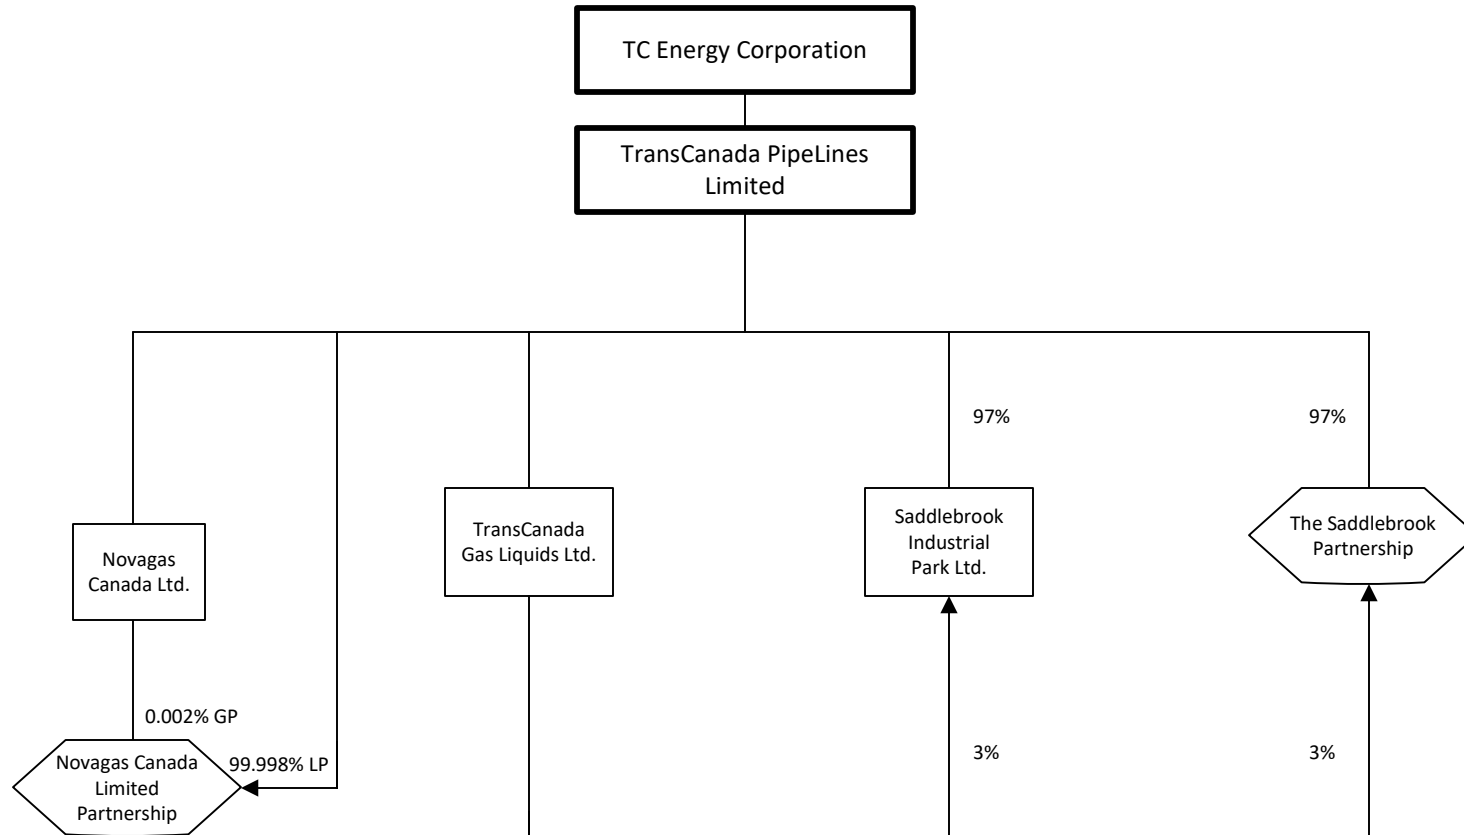 TC Energy Corporation
TransCanada PipeLines
Limited
97%
97%
Novagas
Canada Ltd.
TransCanada
Gas Liquids Ltd.
Saddlebrook
Industrial
Park Ltd.
The Saddlebrook
Partnership
0.002% GP
99.998% LP
Novagas Canada
Limited
Partnership
3%
3%